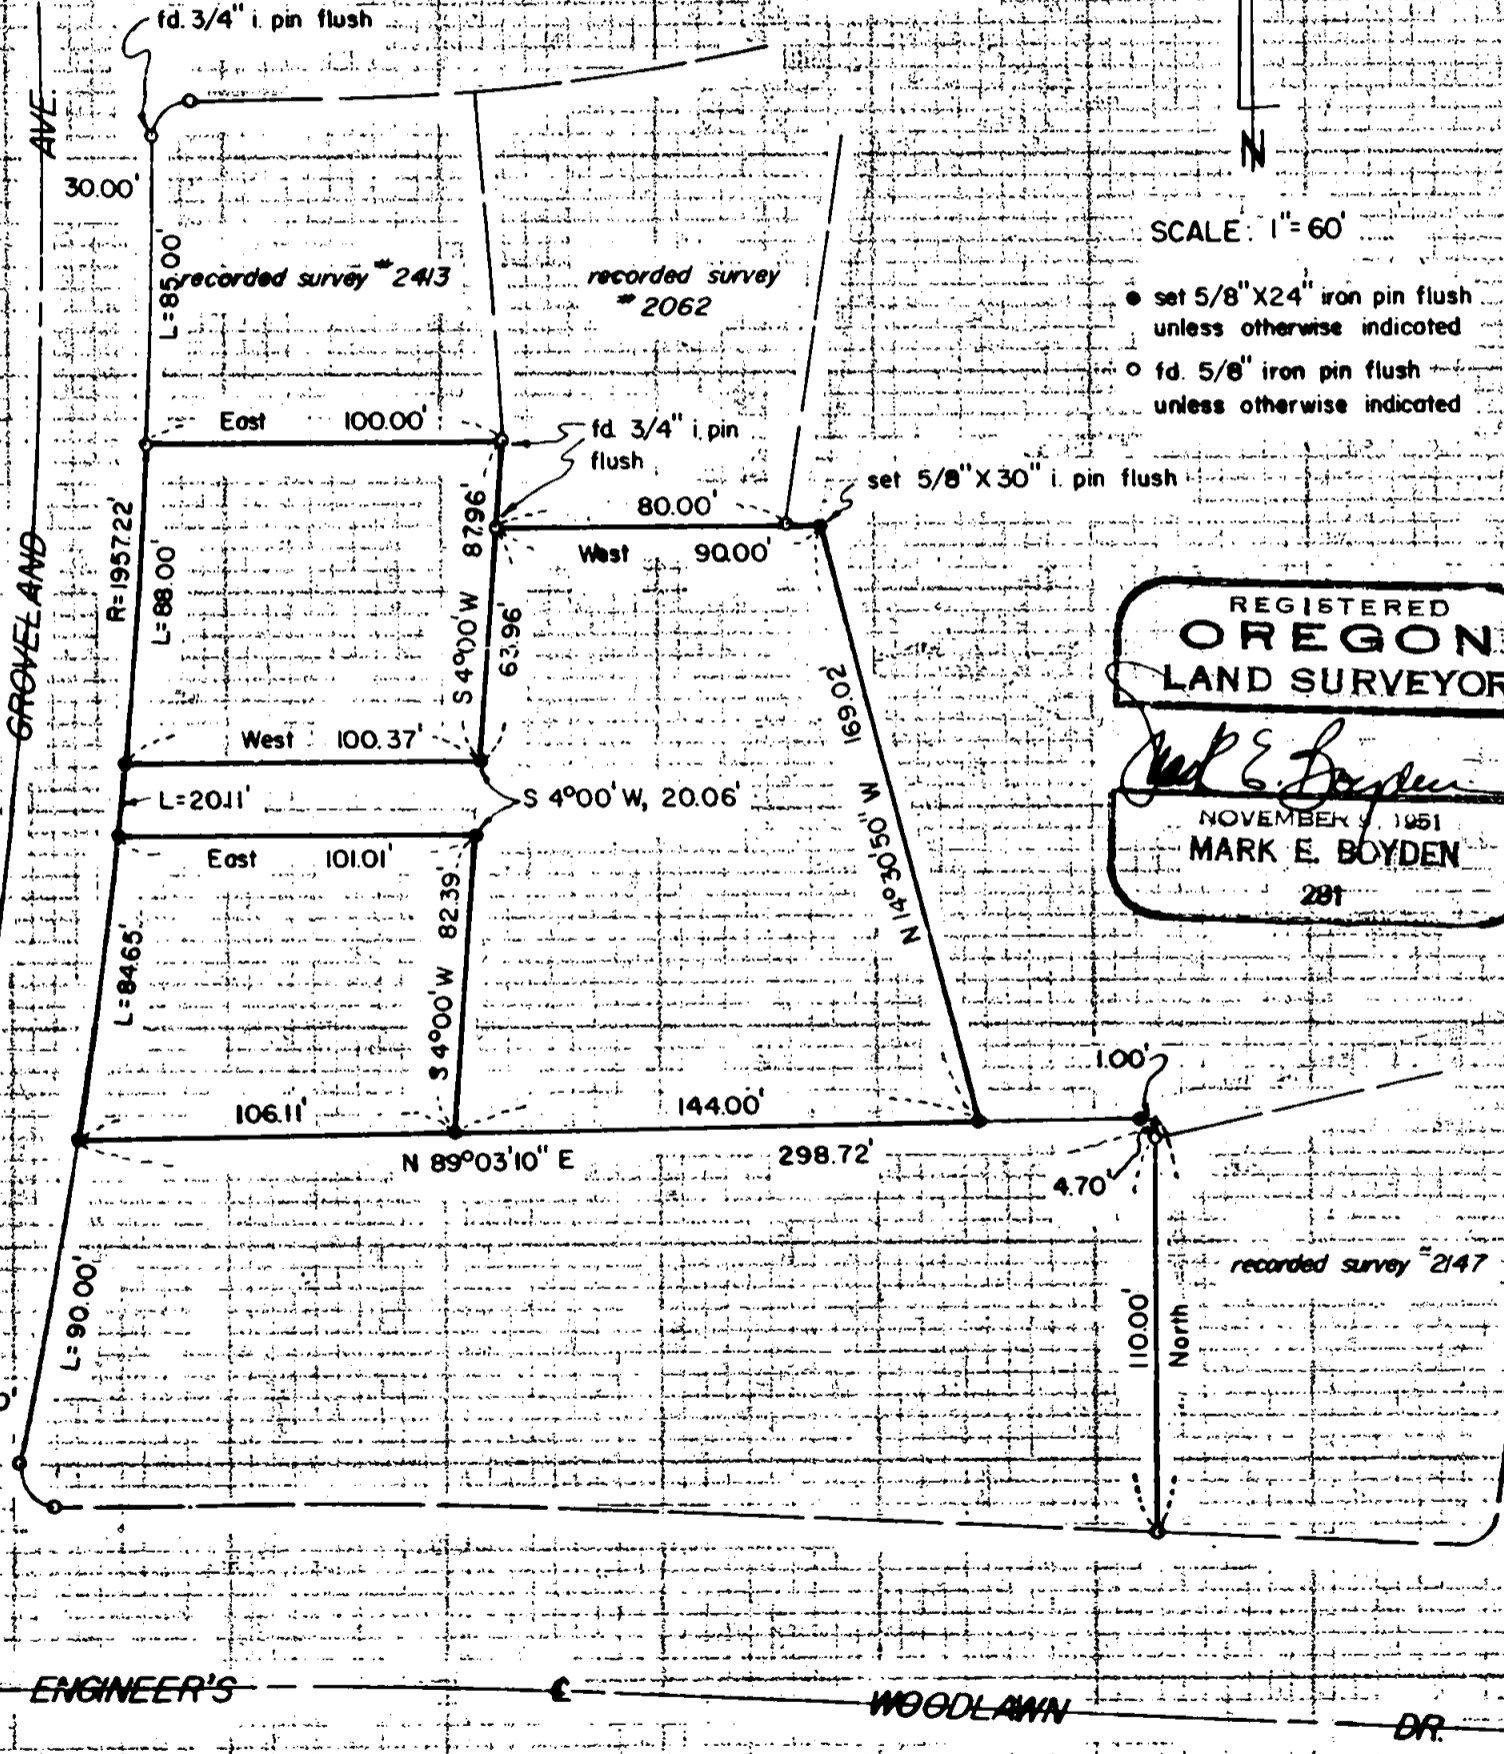 fd. 3/4" i. pin flush
AVE.
30.00'
L=85.00'
recorded survey #2413
recorded survey
#2062
N
SCALE: 1"=60'
● set 5/8"X24" iron pin flush
unless otherwise indicated
○ fd. 5/8" iron pin flush
unless otherwise indicated
East 100.00'
fd. 3/4" i. pin
flush
set 5/8"X30" i. pin flush
80.00'
West 90.00'
GROVELAND
R=1957.22'
L=88.00'
S 4°00'W 87.96'
63.96'
169.02'
N 14°30'50" W
REGISTERED
OREGON
LAND SURVEYOR
Mark E. Boyden
NOVEMBER 9, 1951
MARK E. BOYDEN
281
West 100.37'
L=20.11'
S 4°00'W, 20.06'
East 101.01'
L=84.65'
S 4°00'W 82.39'
1.00'
106.11'
144.00'
N 89°03'10" E
298.72'
4.70'
recorded survey #2147
L=90.00'
110.00'
North
0'
ENGINEER'S
℄
WOODLAWN
DR.